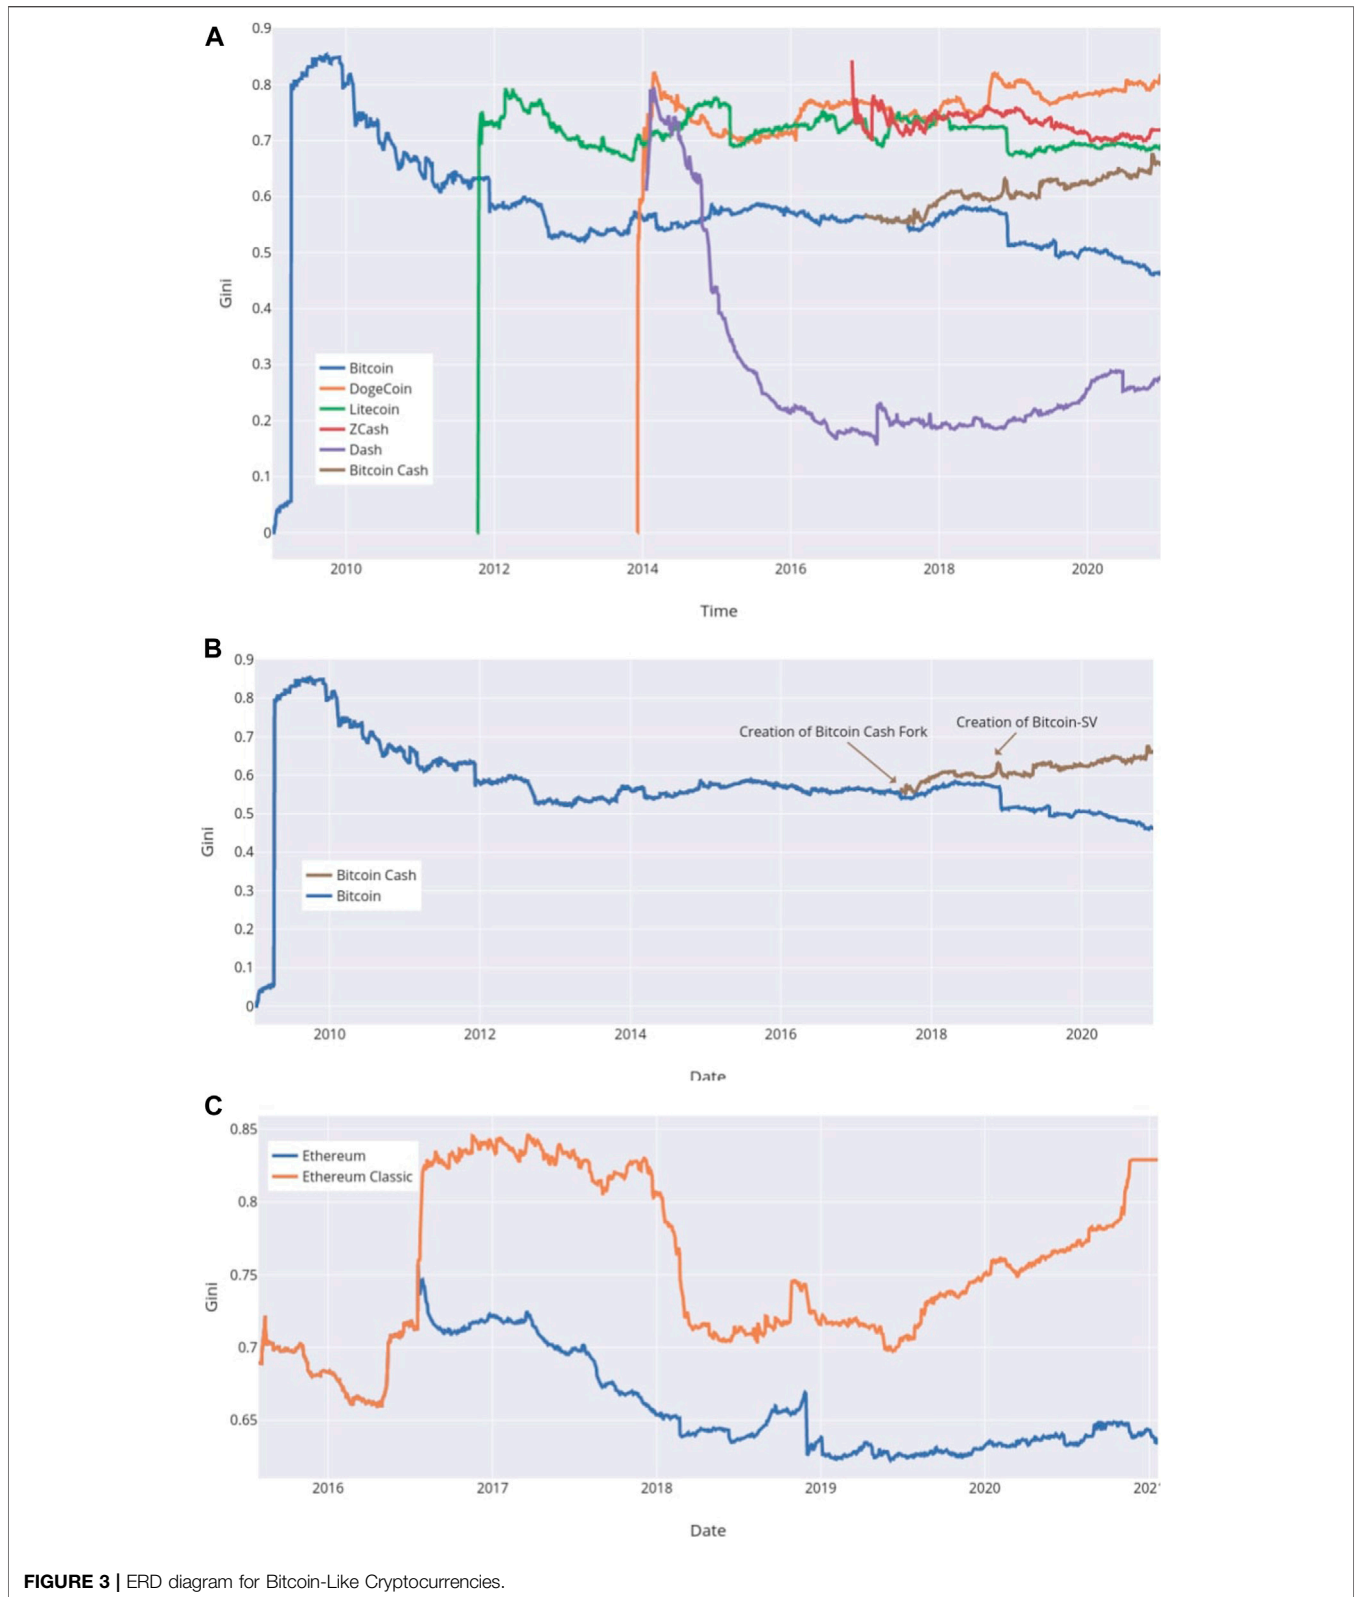 A
0.9
0.8
0.7
0.6
0.5
0.4
0.3
0.2
0.1
0
Gini
Bitcoin
DogeCoin
Litecoin
ZCash
Dash
Bitcoin Cash
2010 2012 2014 2016 2018 2020
Time
B
0.9
0.8
0.7
0.6
0.5
0.4
0.3
0.2
0.1
0
Gini
Creation of Bitcoin Cash Fork
Creation of Bitcoin-SV
Bitcoin Cash
Bitcoin
2010 2012 2014 2016 2018 2020
Date
C
0.85
0.8
0.75
0.7
0.65
Gini
Ethereum
Ethereum Classic
2016 2017 2018 2019 2020 2021
Date
FIGURE 3 | ERD diagram for Bitcoin-Like Cryptocurrencies.